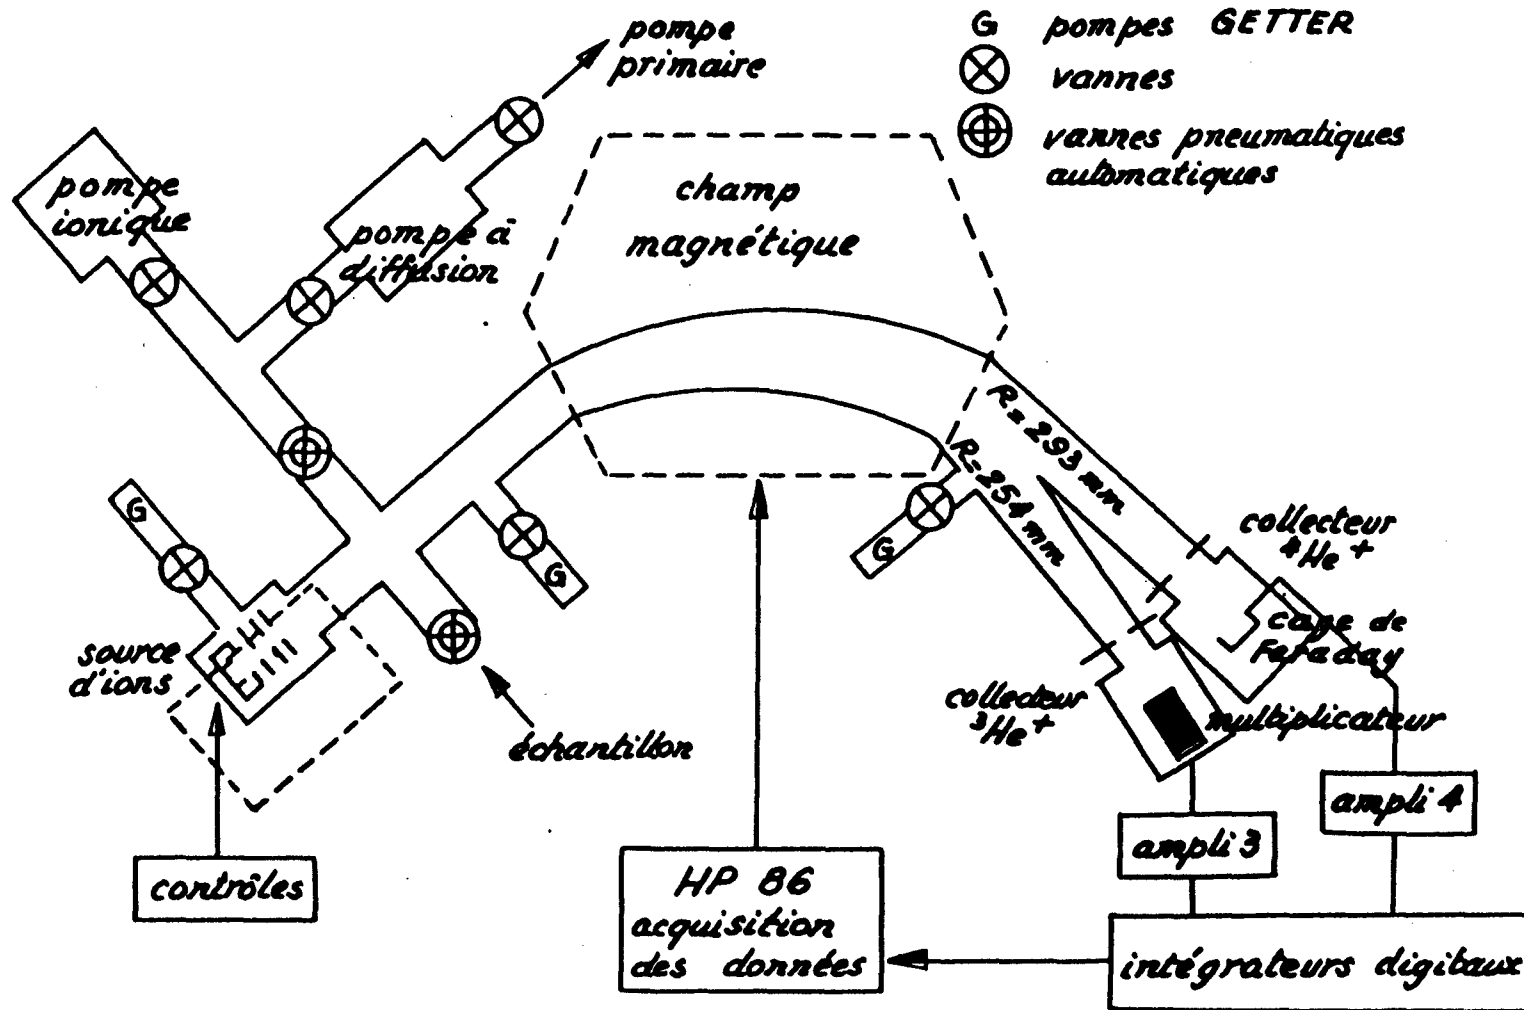 G pompes GETTER
vannes
vannes pneumatiques
automatiques
pompe
primaire
pompe
ionique
pompe à
diffusion
champ
magnétique
R=293 mm
R=254 mm
G
G
G
collecteur
⁴He⁺
cage de
Faraday
source
d'ions
échantillon
collecteur
³He⁺
multiplicateur
contrôles
HP 86
acquisition
des données
ampli 3
ampli 4
intégrateurs digitaux